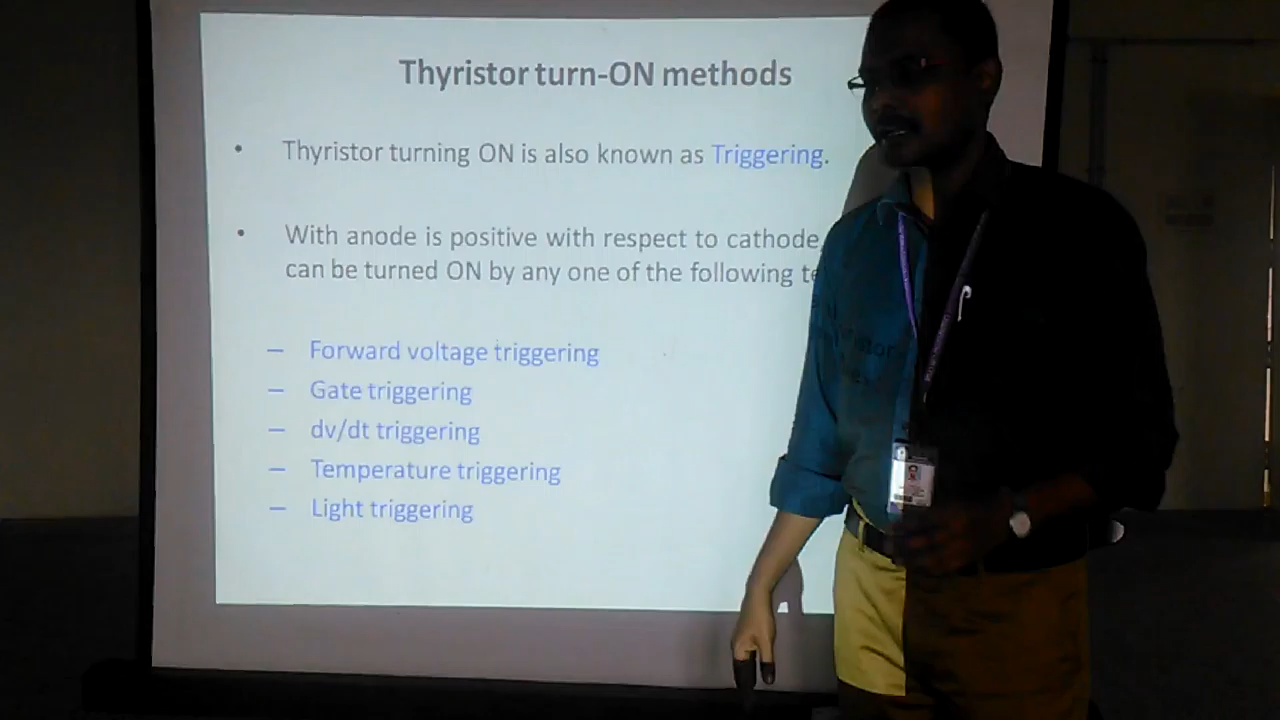 Thyristor turn-ON methods
• Thyristor turning ON is also known as Triggering.
• With anode is positive with respect to cathode,
can be turned ON by any one of the following
– Forward voltage triggering
– Gate triggering
– dv/dt triggering
– Temperature triggering
– Light triggering